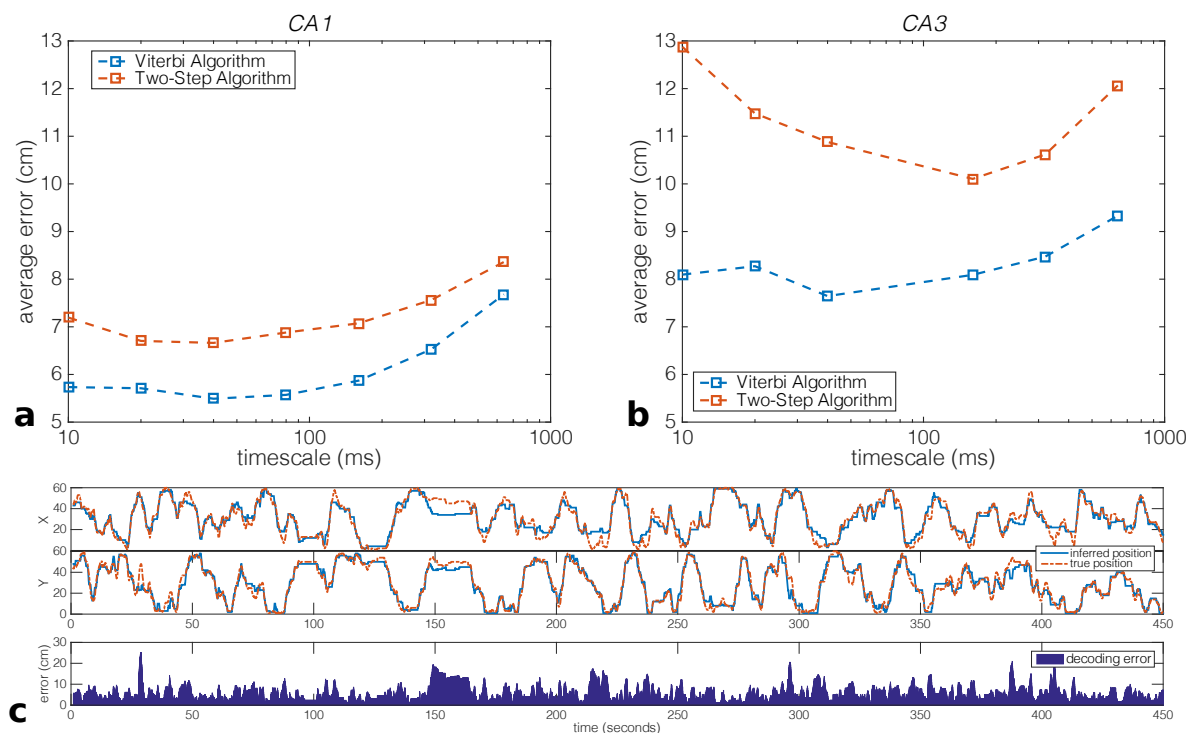 CA1
13
12
11
10
9
8
7
6
5
average error (cm)
Viterbi Algorithm
Two-Step Algorithm
10
100
1000
timescale (ms)
a
CA3
13
12
11
10
9
8
7
6
5
average error (cm)
Viterbi Algorithm
Two-Step Algorithm
10
100
1000
timescale (ms)
b
60
40
20
X
60
40
20
0
Y
inferred position
true position
0 50 100 150 200 250 300 350 400 450
30
20
10
0
error (cm)
decoding error
0 50 100 150 200 250 300 350 400 450
time (seconds)
c